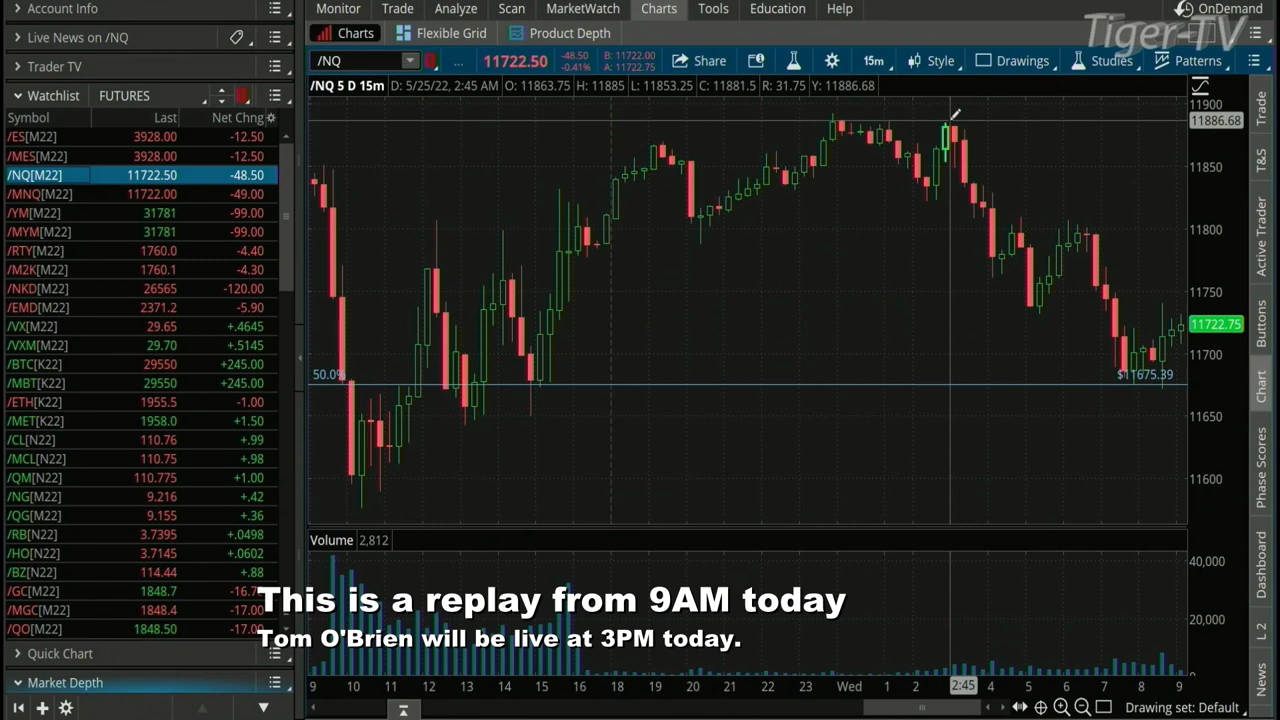 Account Info
Monitor Trade Analyze Scan MarketWatch Charts Tools Education Help
OnDemand
Tiger-TV
Live News on /NQ
Charts Flexible Grid Product Depth
Trader TV
/NQ 11722.50 -48.50 -0.41% B: 11722.00 A: 11722.75 Share 15m Style Drawings Studies Patterns
Watchlist FUTURES
/NQ 5 D 15m D: 5/25/22, 2:45 AM O: 11863.75 H: 11885 L: 11853.25 C: 11881.5 R: 31.75 Y: 11886.68
Symbol Last Net Chng
/ES[M22] 3928.00 -12.50
/MES[M22] 3928.00 -12.50
/NQ[M22] 11722.50 -48.50
/MNQ[M22] 11722.00 -49.00
/YM[M22] 31781 -99.00
/MYM[M22] 31781 -99.00
/RTY[M22] 1760.0 -4.40
/M2K[M22] 1760.1 -4.30
/NKD[M22] 26565 -120.00
/EMD[M22] 2371.2 -5.90
/VX[M22] 29.65 +.4645
/VXM[M22] 29.70 +.5145
/BTC[K22] 29550 +245.00
/MBT[K22] 29550 +245.00
/ETH[K22] 1955.5 -1.00
/MET[K22] 1958.0 +1.50
/CL[N22] 110.76 +.99
/MCL[N22] 110.75 +.98
/QM[N22] 110.775 +1.00
/NG[M22] 9.216 +.42
/QG[M22] 9.155 +.36
/RB[N22] 3.7395 +.0498
/HO[N22] 3.7145 +.0602
/BZ[N22] 114.44 +.88
/GC[M22] 1848.7 -16.7
/MGC[M22] 1848.4 -17.00
/QO[M22] 1848.50 -17.00
Quick Chart
Market Depth
11900
11886.68
11850
11800
11750
11722.75
11700
11650
11600
50.0%
$11675.39
Volume 2,812
40,000
20,000
This is a replay from 9AM today
Tom O'Brien will be live at 3PM today.
9 10 11 12 13 14 15 16 17 18 19 20 21 22 23 Wed 1 2 2:45 4 5 6 7 8 9
Drawing set: Default
Trade
T&S
Active Trader
Buttons
Chart
Phase Scores
Dashboard
L 2
News